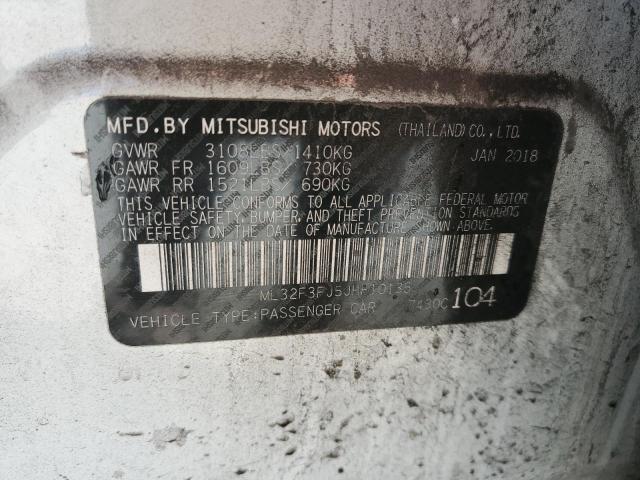 MFD.BY MITSUBISHI MOTORS (THAILAND) CO.,LTD.
GVWR 3108LBS 1410KG JAN 2018
GAWR FR 1609LBS 730KG
GAWR RR 1521LBS 690KG
THIS VEHICLE CONFORMS TO ALL APPLICABLE FEDERAL MOTOR
VEHICLE SAFETY, BUMPER, AND THEFT PREVENTION STANDARDS
IN EFFECT ON THE DATE OF MANUFACTURE SHOWN ABOVE.
VEHICLE TYPE:PASSENGER CAR 7430C 104